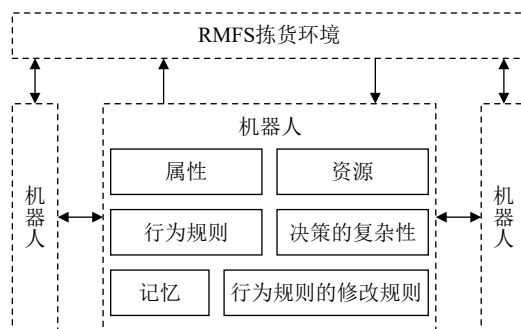 RMFS拣货环境
机器人
机器人
机器人
属性
资源
行为规则
决策的复杂性
记忆
行为规则的修改规则